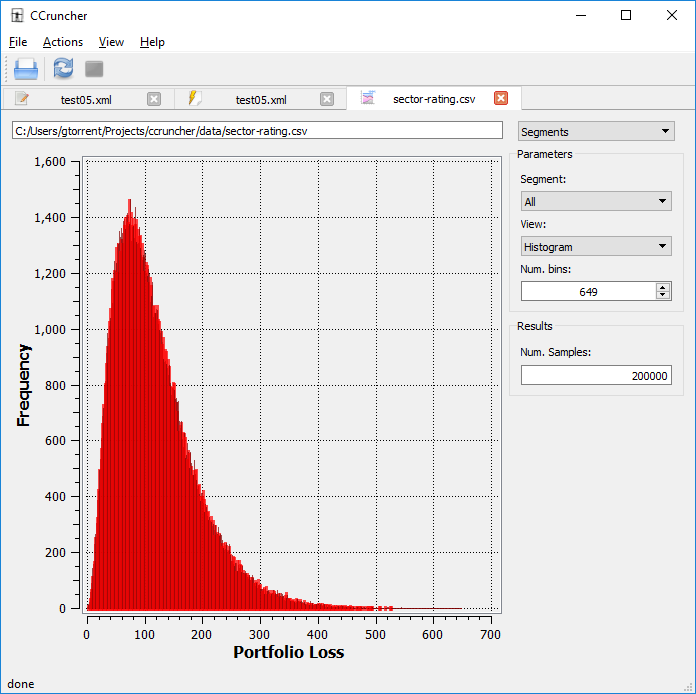 CCruncher
File Actions View Help
test05.xml test05.xml sector-rating.csv
C:/Users/gtorrent/Projects/ccruncher/data/sector-rating.csv
Segments
Parameters
Segment:
All
View:
Histogram
Num. bins:
649
Results
Num. Samples:
200000
1,600
1,400
1,200
1,000
800
600
400
200
0
Frequency
0 100 200 300 400 500 600 700
Portfolio Loss
done